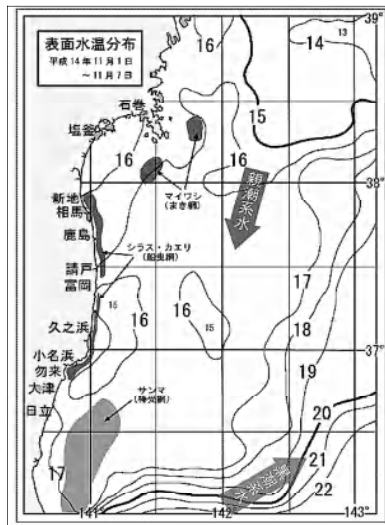 表面水温分布
平成14年11月1日
～11月7日
39°
16
14
13
石巻
15
塩釜
16
16
38°
マイワシ
(まき網)
親潮系水
新地
相馬
鹿島
シラス・カエリ
(船曳網)
請戸
富岡
17
16
16
15
15
18
久之浜
37°
小名浜
勿来
19
大津
サンマ
(棒受網)
日立
20
21
22
17
141°
142°
143°